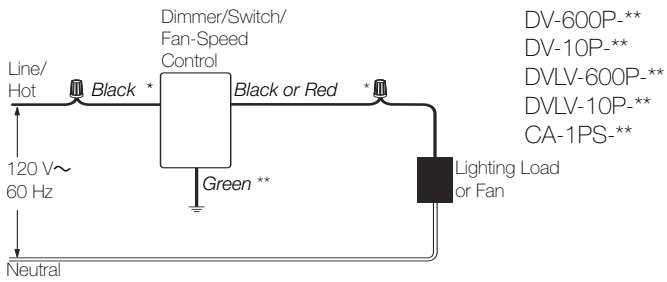 Dimmer/Switch/
Fan-Speed
Control
Line/
Hot
Black *
Black or Red *
Green **
120 V~
60 Hz
Lighting Load
or Fan
Neutral
DV-600P-**
DV-10P-**
DVLV-600P-**
DVLV-10P-**
CA-1PS-**